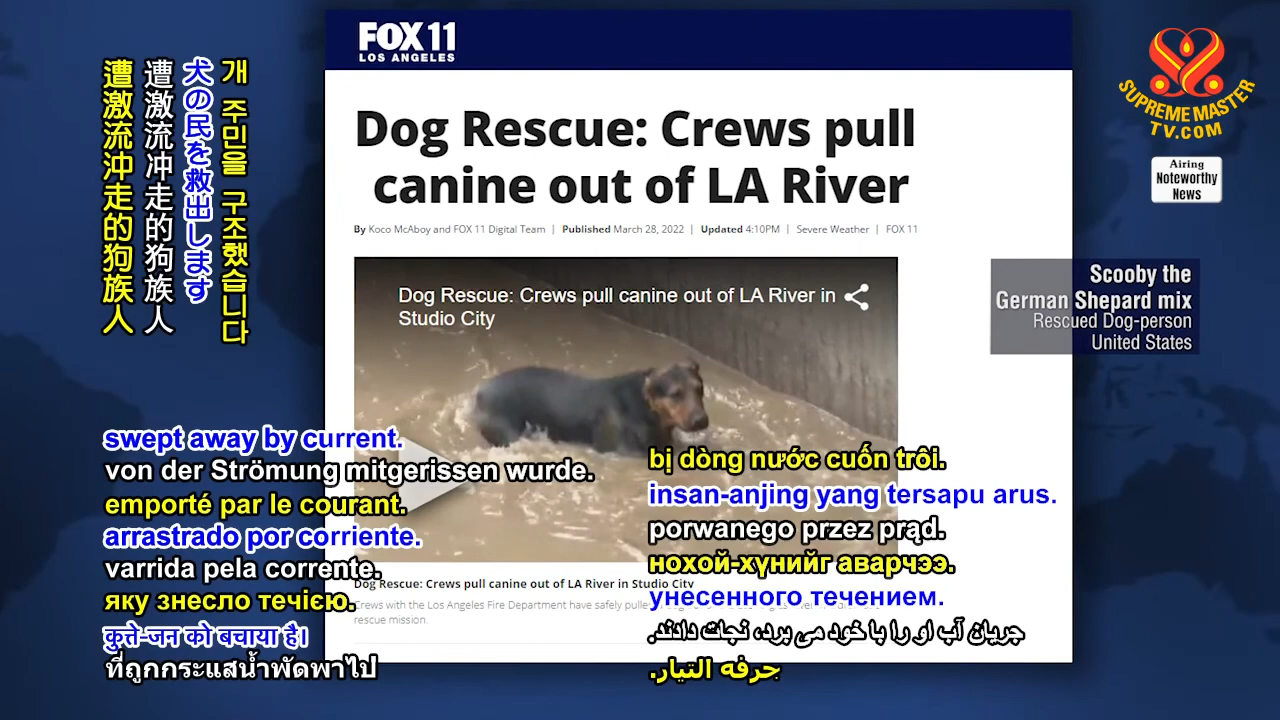 遭激流沖走的狗族人
遭激流冲走的狗族人
犬の民を救出します
개 주민을 구조했습니다
FOX 11
LOS ANGELES
Dog Rescue: Crews pull
canine out of LA River
By Koco McAboy and FOX 11 Digital Team | Published March 28, 2022 | Updated 4:10PM | Severe Weather | FOX 11
Dog Rescue: Crews pull canine out of LA River in
Studio City
SUPREME MASTER
TV.COM
Airing
Noteworthy
News
Scooby the
German Shepard mix
Rescued Dog-person
United States
swept away by current.
von der Strömung mitgerissen wurde.
emporté par le courant.
arrastrado por corriente.
varrida pela corrente.
яку знесло течією.
कुत्ते-जन को बचाया है।
ที่ถูกกระแสน้ำพัดพาไป
bị dòng nước cuốn trôi.
insan-anjing yang tersapu arus.
porwanego przez prąd.
нохой-хүнийг аварчээ.
унесенного течением.
جریان آب او را با خود می برد، نجات دادند.
جرفه التيار.
Dog Rescue: Crews pull canine out of LA River in Studio City
Crews with the Los Angeles Fire Department have safely
rescue mission.